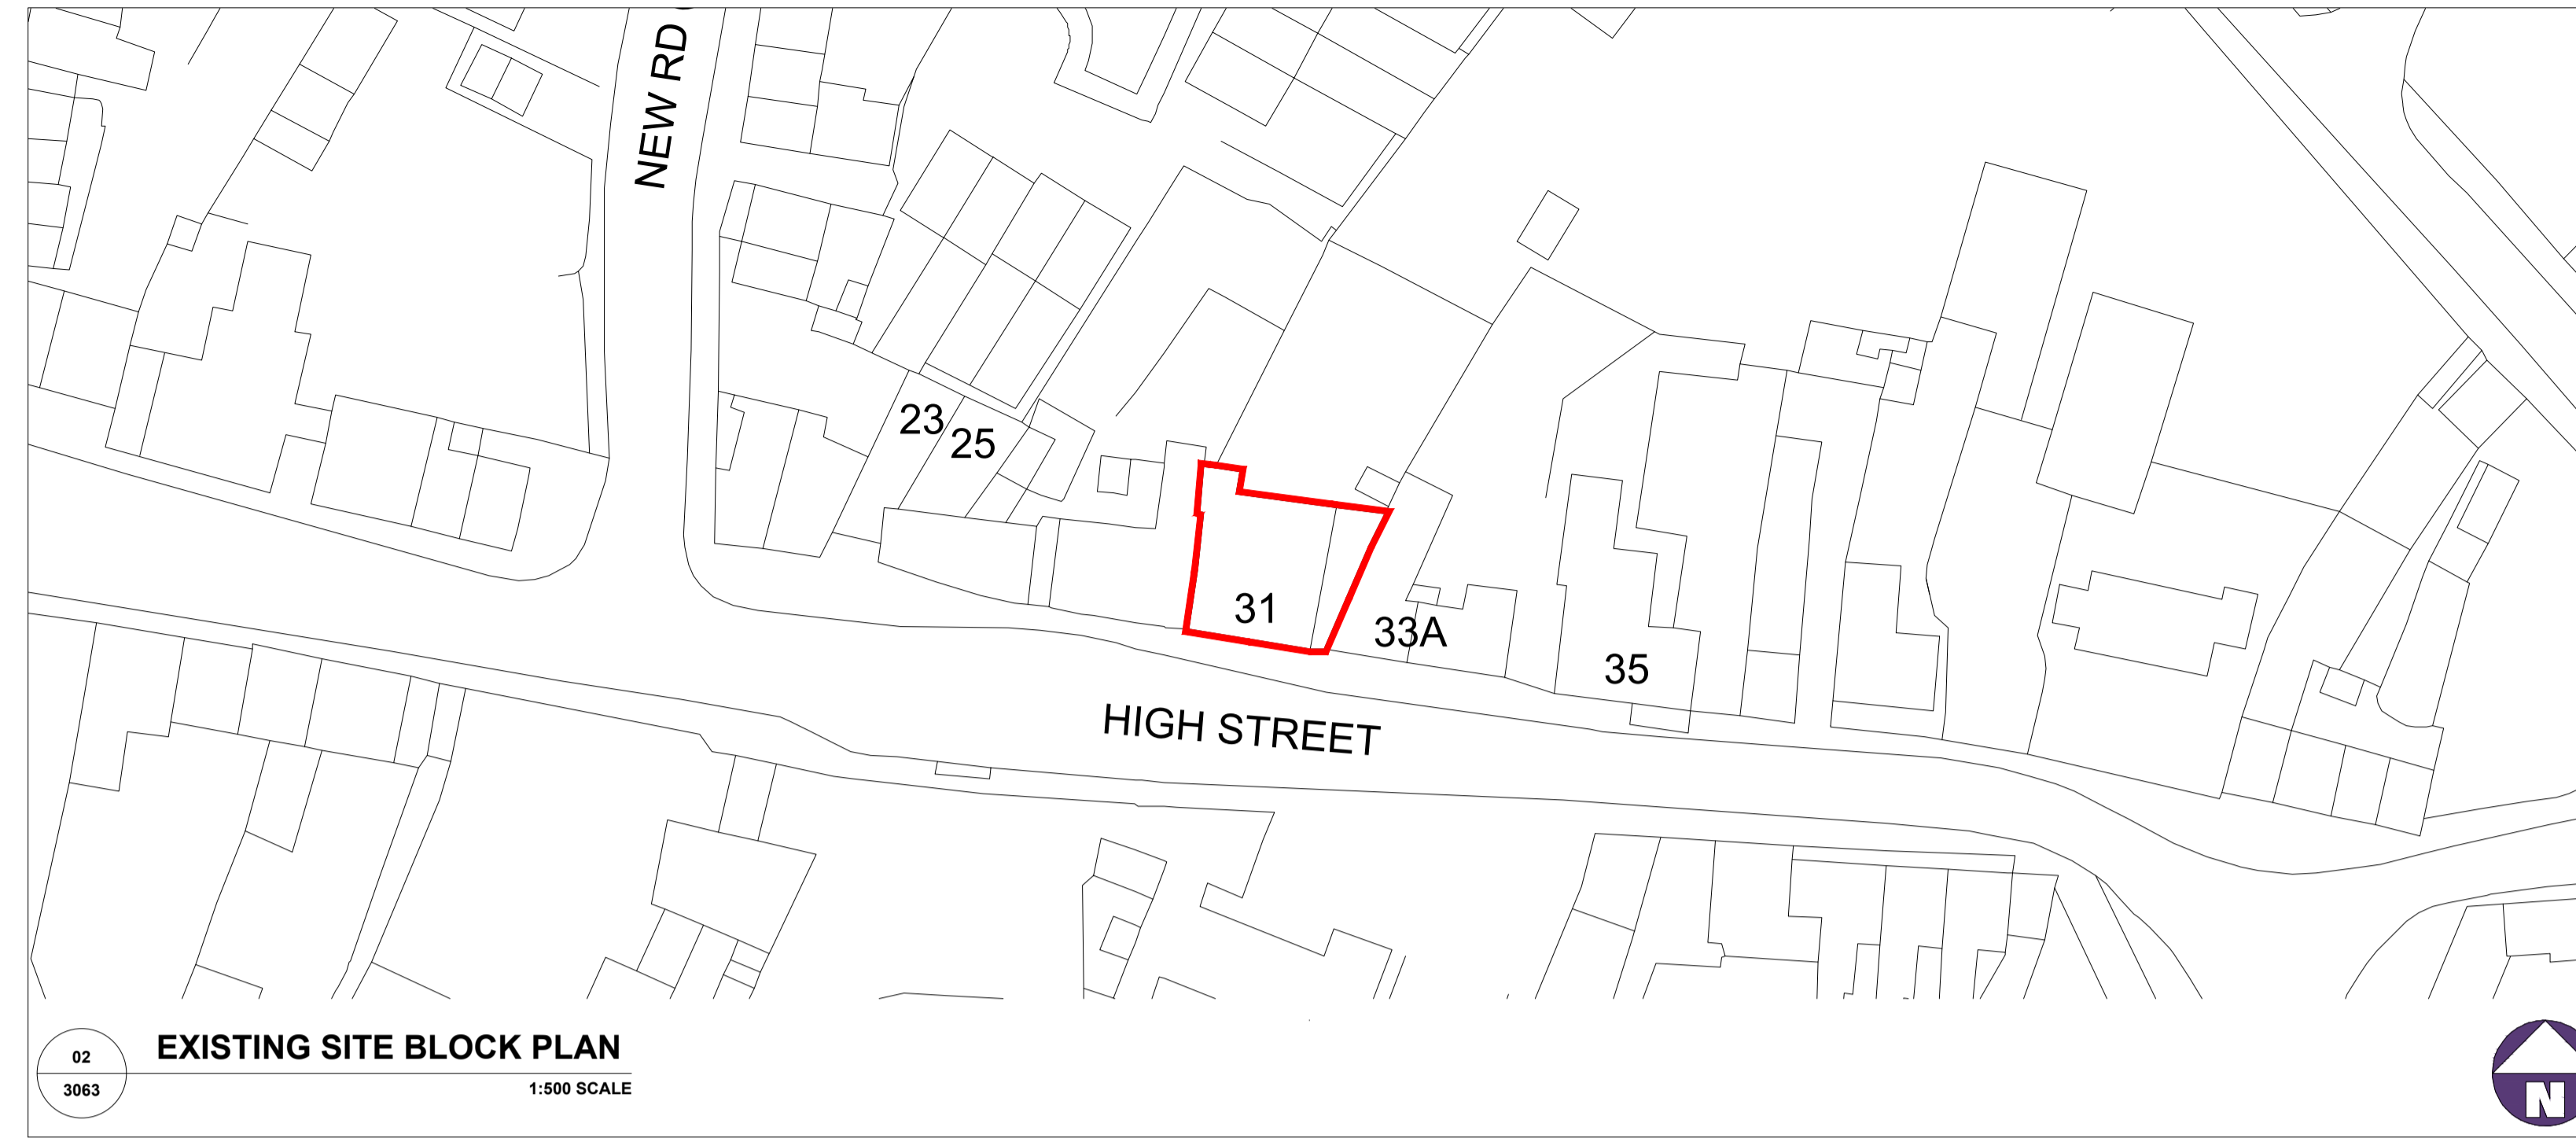 NEW RD
23
25
31
33A
35
HIGH STREET
02
3063
EXISTING SITE BLOCK PLAN
1:500 SCALE
N